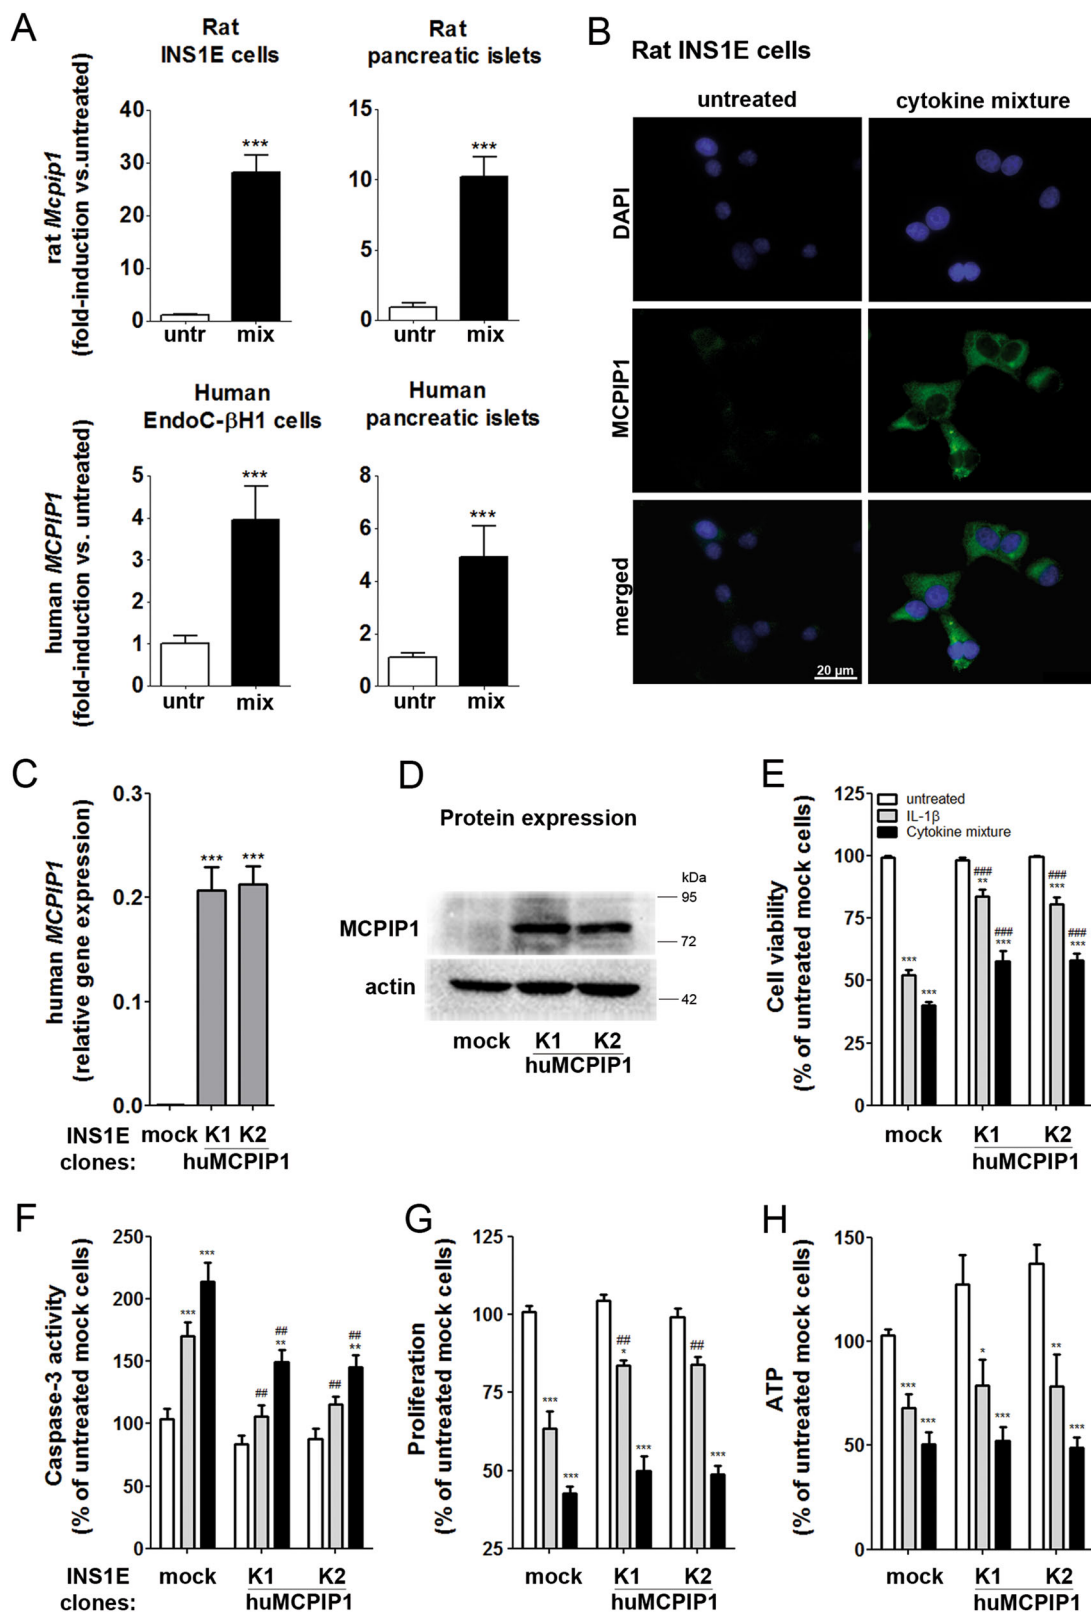 A
Rat
INS1E cells
Rat
pancreatic islets
rat Mcpip1
(fold-induction vs.untreated)
40
30
20
10
0
***
untr
mix
15
10
5
0
***
untr
mix
Human
EndoC-βH1 cells
Human
pancreatic islets
human MCPIP1
(fold-induction vs. untreated)
5
4
3
2
1
0
***
untr
mix
8
6
4
2
0
***
untr
mix
B
Rat INS1E cells
untreated
cytokine mixture
DAPI
MCPIP1
merged
20 µm
C
human MCPIP1
(relative gene expression)
0.3
0.2
0.1
0.0
***
***
INS1E
clones:
mock
K1
K2
huMCPIP1
D
Protein expression
kDa
95
MCPIP1
72
actin
42
mock
K1
K2
huMCPIP1
E
Cell viability
(% of untreated mock cells)
125
100
75
50
25
0
untreated
IL-1β
Cytokine mixture
***
***
###
**
###
***
###
***
###
***
mock
K1
K2
huMCPIP1
F
Caspase-3 activity
(% of untreated mock cells)
250
200
150
100
50
0
***
***
##
##
**
##
##
**
INS1E
clones:
mock
K1
K2
huMCPIP1
G
Proliferation
(% of untreated mock cells)
125
100
75
50
25
***
***
##
*
***
##
***
mock
K1
K2
huMCPIP1
H
ATP
(% of untreated mock cells)
150
100
50
0
***
***
*
***
**
***
mock
K1
K2
huMCPIP1